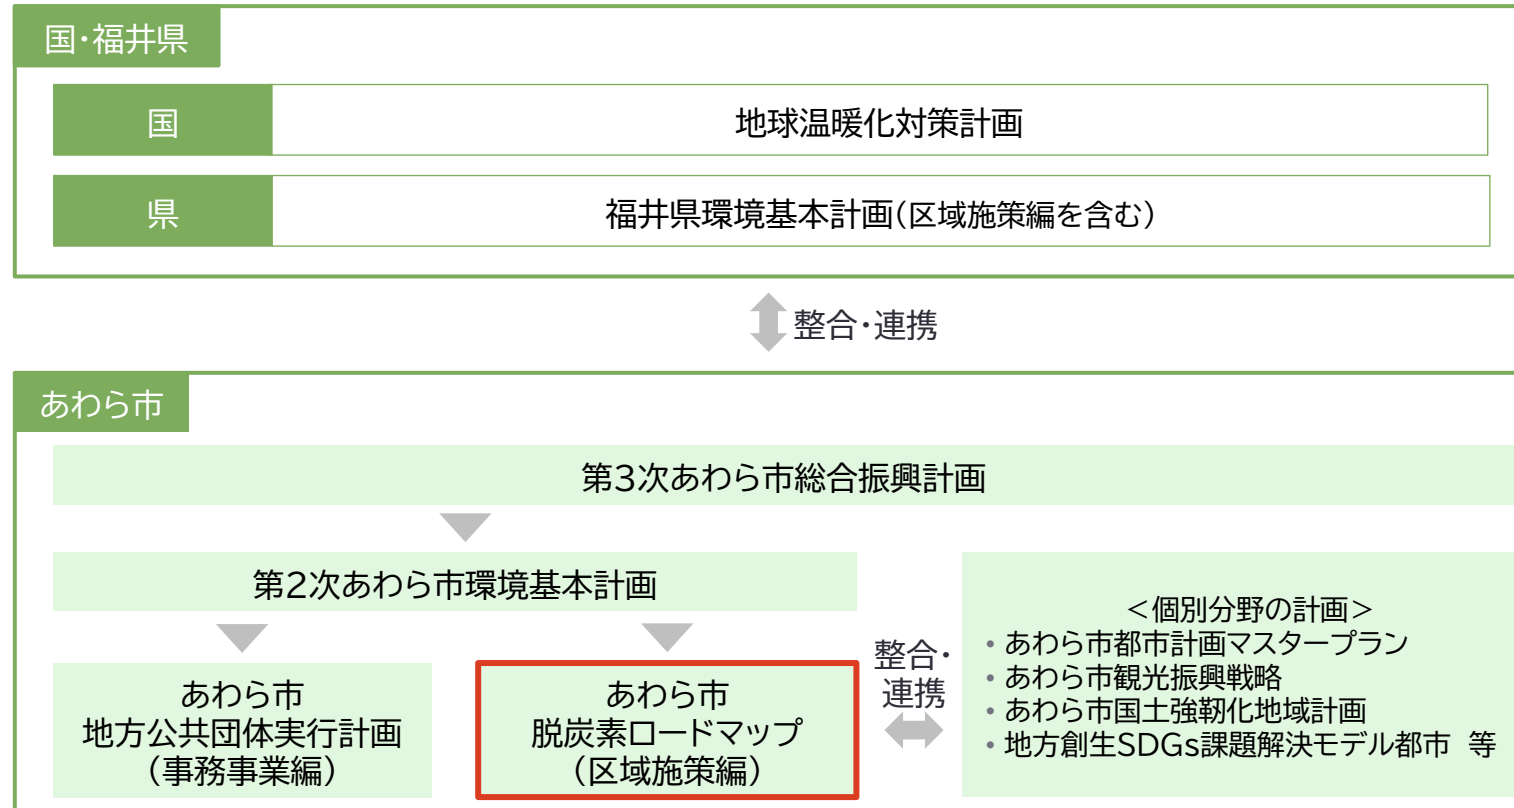 国・福井県
国
地球温暖化対策計画
県
福井県環境基本計画(区域施策編を含む)
整合・連携
あわら市
第3次あわら市総合振興計画
第2次あわら市環境基本計画
あわら市
地方公共団体実行計画
(事務事業編)
あわら市
脱炭素ロードマップ
(区域施策編)
整合・
連携
<個別分野の計画>
・あわら市都市計画マスタープラン
・あわら市観光振興戦略
・あわら市国土強靭化地域計画
・地方創生SDGs課題解決モデル都市 等